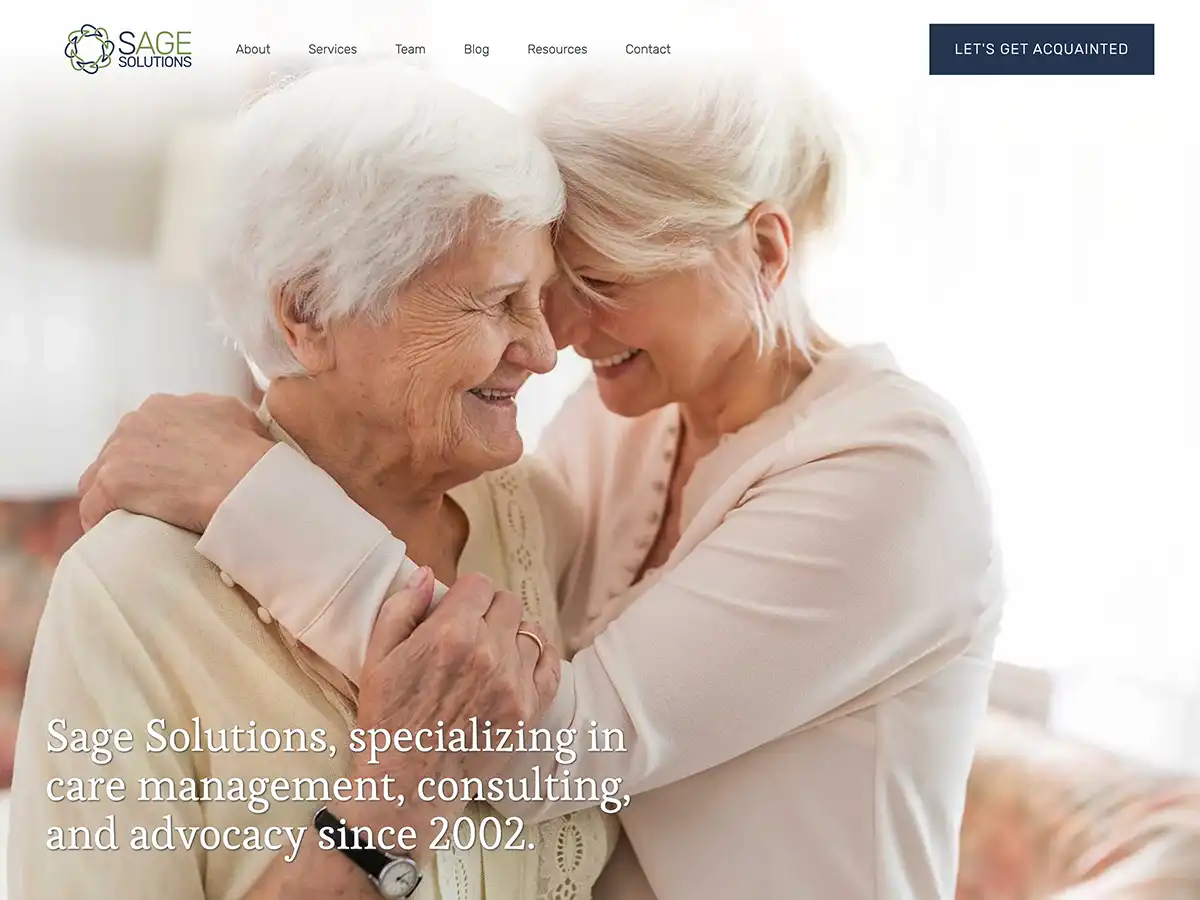 SAGE
SOLUTIONS
About
Services
Team
Blog
Resources
Contact
LET'S GET ACQUAINTED
Sage Solutions, specializing in
care management, consulting,
and advocacy since 2002.